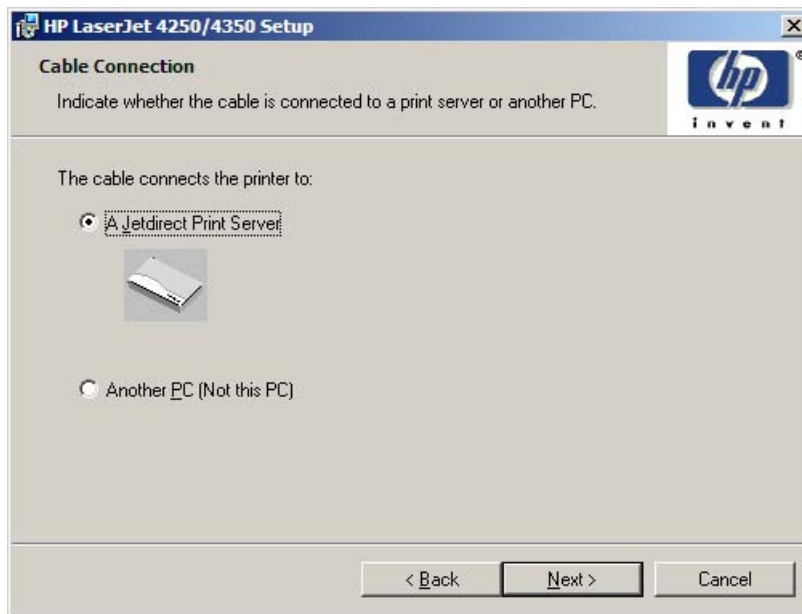 HP LaserJet 4250/4350 Setup
Cable Connection
Indicate whether the cable is connected to a print server or another PC.
hp
®
invent
The cable connects the printer to:
A Jetdirect Print Server
Another PC (Not this PC)
< Back
Next >
Cancel